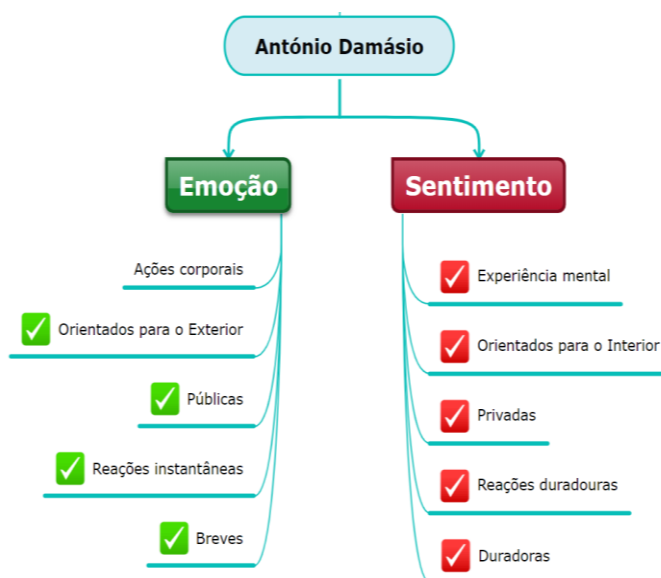 António Damásio
Emoção
Sentimento
Ações corporais
Orientados para o Exterior
Públicas
Reações instantâneas
Breves
Experiência mental
Orientados para o Interior
Privadas
Reações duradouras
Duradoras